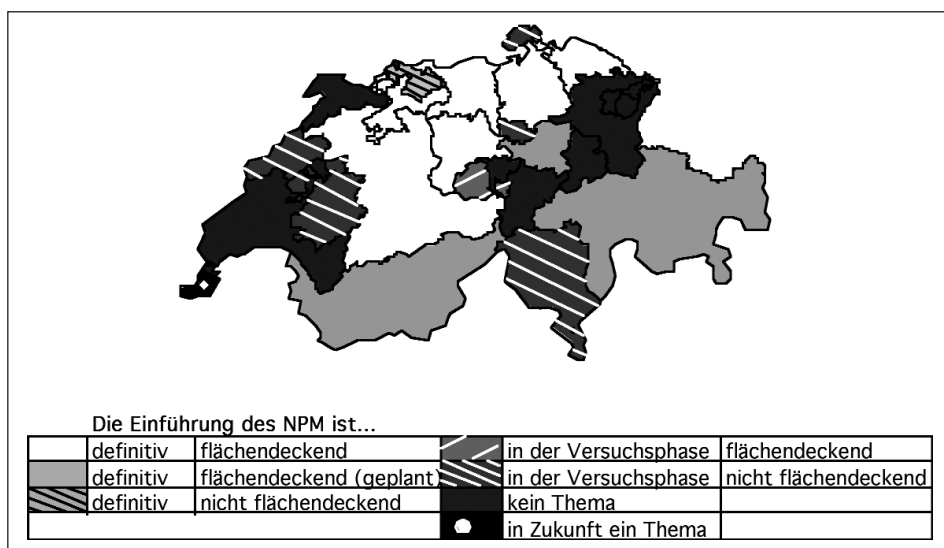 Die Einführung des NPM ist...
definitiv flächendeckend in der Versuchsphase flächendeckend
definitiv flächendeckend (geplant) in der Versuchsphase nicht flächendeckend
definitiv nicht flächendeckend kein Thema
in Zukunft ein Thema